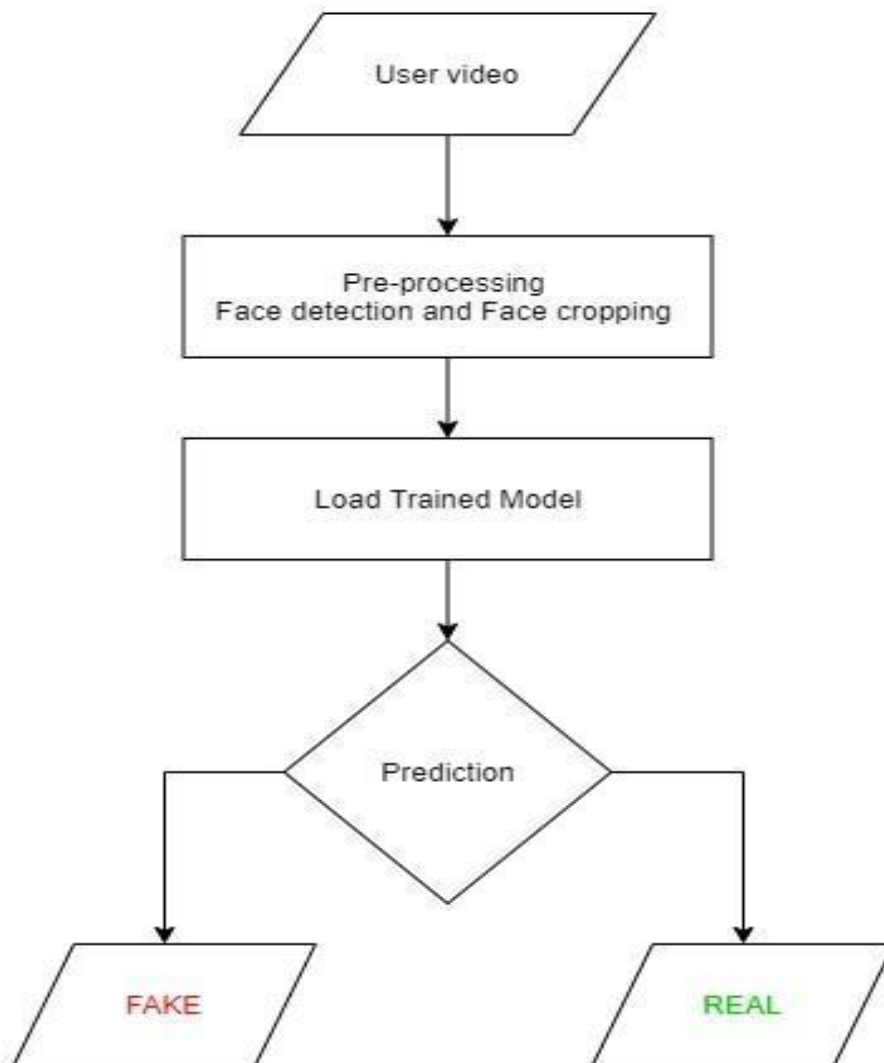 User video
Pre-processing
Face detection and Face cropping
Load Trained Model
Prediction
FAKE
REAL